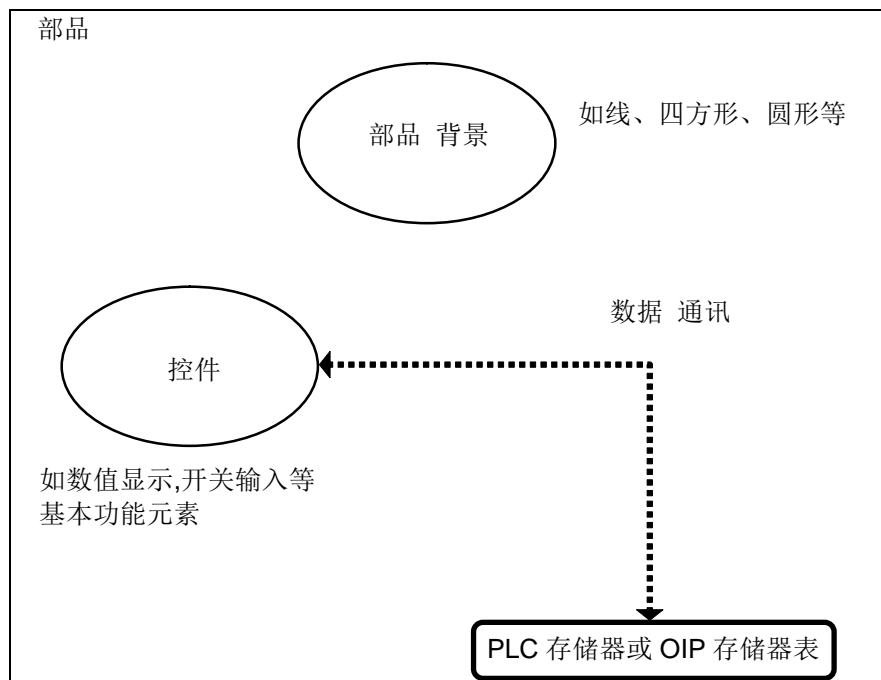 部品
部品 背景
如线、四方形、圆形等
数据 通讯
控件
如数值显示,开关输入等
基本功能元素
PLC 存储器或 OIP 存储器表